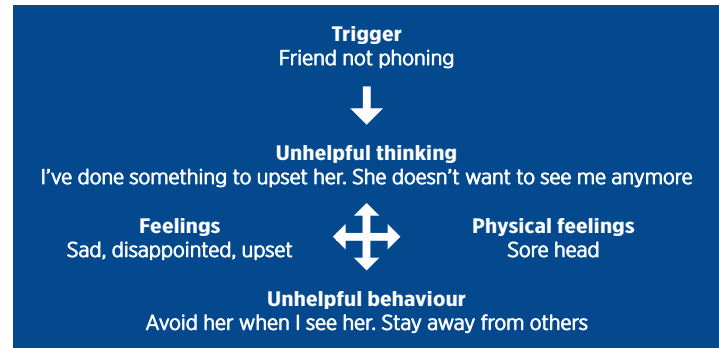 Trigger
Friend not phoning
Unhelpful thinking
I've done something to upset her. She doesn't want to see me anymore
Feelings
Sad, disappointed, upset
Physical feelings
Sore head
Unhelpful behaviour
Avoid her when I see her. Stay away from others